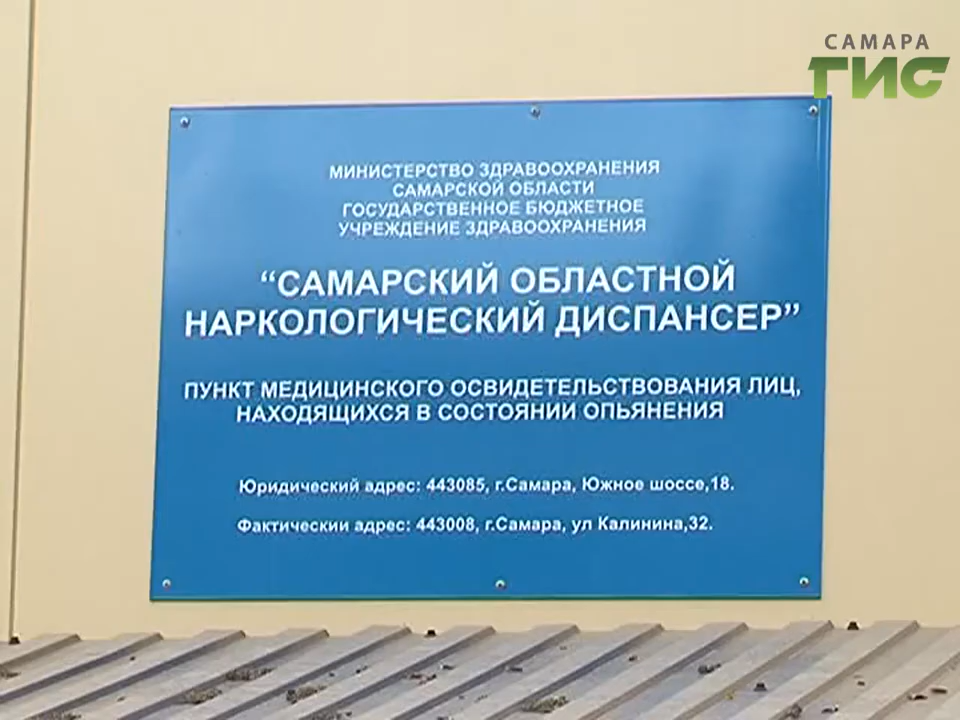 САМАРА
ГИС
МИНИСТЕРСТВО ЗДРАВООХРАНЕНИЯ
САМАРСКОЙ ОБЛАСТИ
ГОСУДАРСТВЕННОЕ БЮДЖЕТНОЕ
УЧРЕЖДЕНИЕ ЗДРАВООХРАНЕНИЯ
“САМАРСКИЙ ОБЛАСТНОЙ
НАРКОЛОГИЧЕСКИЙ ДИСПАНСЕР”
ПУНКТ МЕДИЦИНСКОГО ОСВИДЕТЕЛЬСТВОВАНИЯ ЛИЦ,
НАХОДЯЩИХСЯ В СОСТОЯНИИ ОПЬЯНЕНИЯ
Юридический адрес: 443085, г.Самара, Южное шоссе,18.
Фактический адрес: 443008, г.Самара, ул Калинина,32.